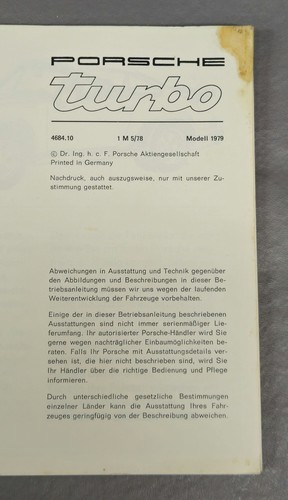 PORSCHE
turbo
4684.10 1 M 5/78 Modell 1979
© Dr. Ing. h. c. F. Porsche Aktiengesellschaft
Printed in Germany
Nachdruck, auch auszugsweise, nur mit unserer Zu-
stimmung gestattet.
Abweichungen in Ausstattung und Technik gegenüber
den Abbildungen und Beschreibungen in dieser Be-
triebsanleitung müssen wir uns wegen der laufenden
Weiterentwicklung der Fahrzeuge vorbehalten.
Einige der in dieser Betriebsanleitung beschriebenen
Ausstattungen sind nicht immer serienmäßiger Lie-
ferumfang. Ihr autorisierter Porsche-Händler wird Sie
gerne wegen nachträglicher Einbaumöglichkeiten be-
raten. Falls Ihr Porsche mit Ausstattungsdetails verse-
hen ist, die hier nicht beschrieben sind, wird Sie
Ihr Händler über die richtige Bedienung und Pflege
informieren.
Durch unterschiedliche gesetzliche Bestimmungen
einzelner Länder kann die Ausstattung Ihres Fahr-
zeuges geringfügig von der Beschreibung abweichen.